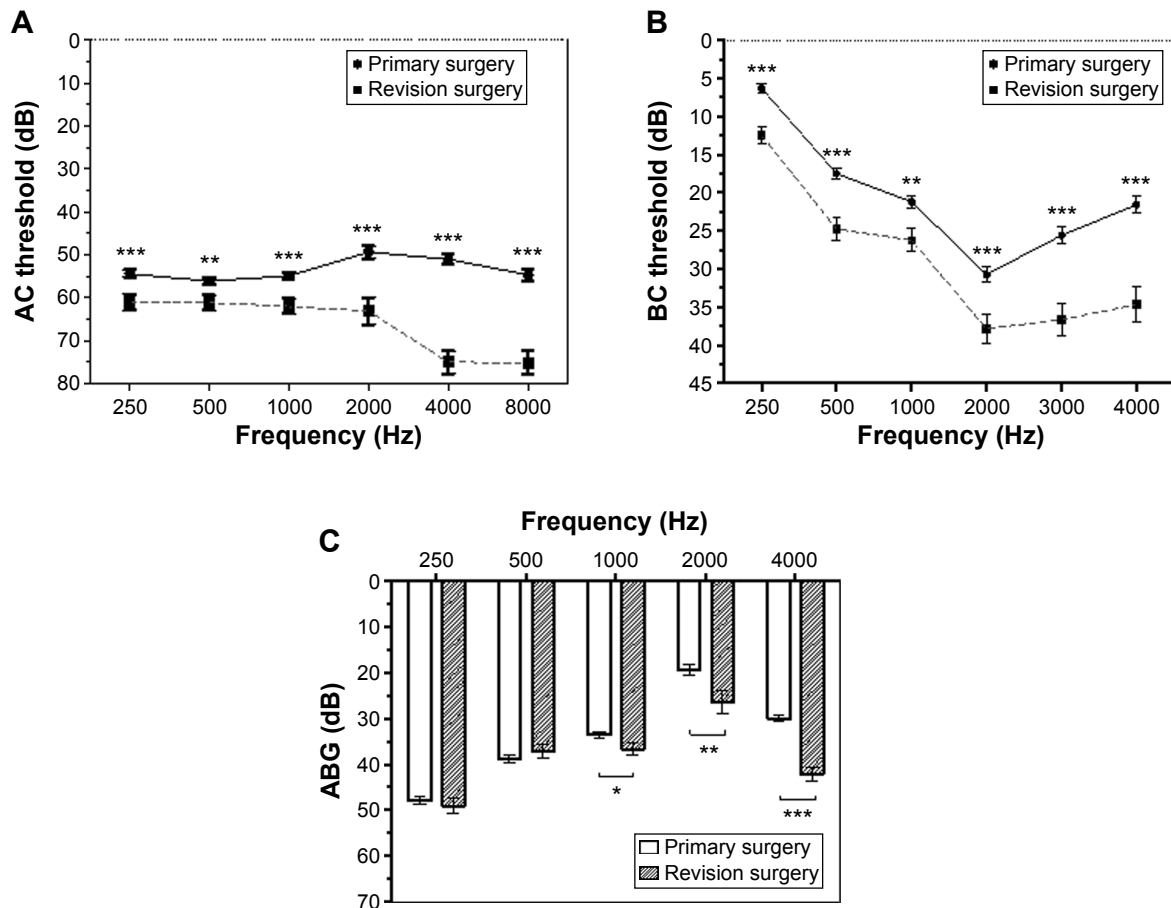 A
0
10
20
30
40
50
60
70
80
AC threshold (dB)
Primary surgery
Revision surgery
*** ** *** *** *** ***
250 500 1000 2000 4000 8000
Frequency (Hz)
B
0
5
10
15
20
25
30
35
40
45
BC threshold (dB)
Primary surgery
Revision surgery
*** *** ** *** *** ***
250 500 1000 2000 3000 4000
Frequency (Hz)
C
Frequency (Hz)
250 500 1000 2000 4000
0
10
20
30
40
50
60
70
ABG (dB)
* ** ***
Primary surgery
Revision surgery